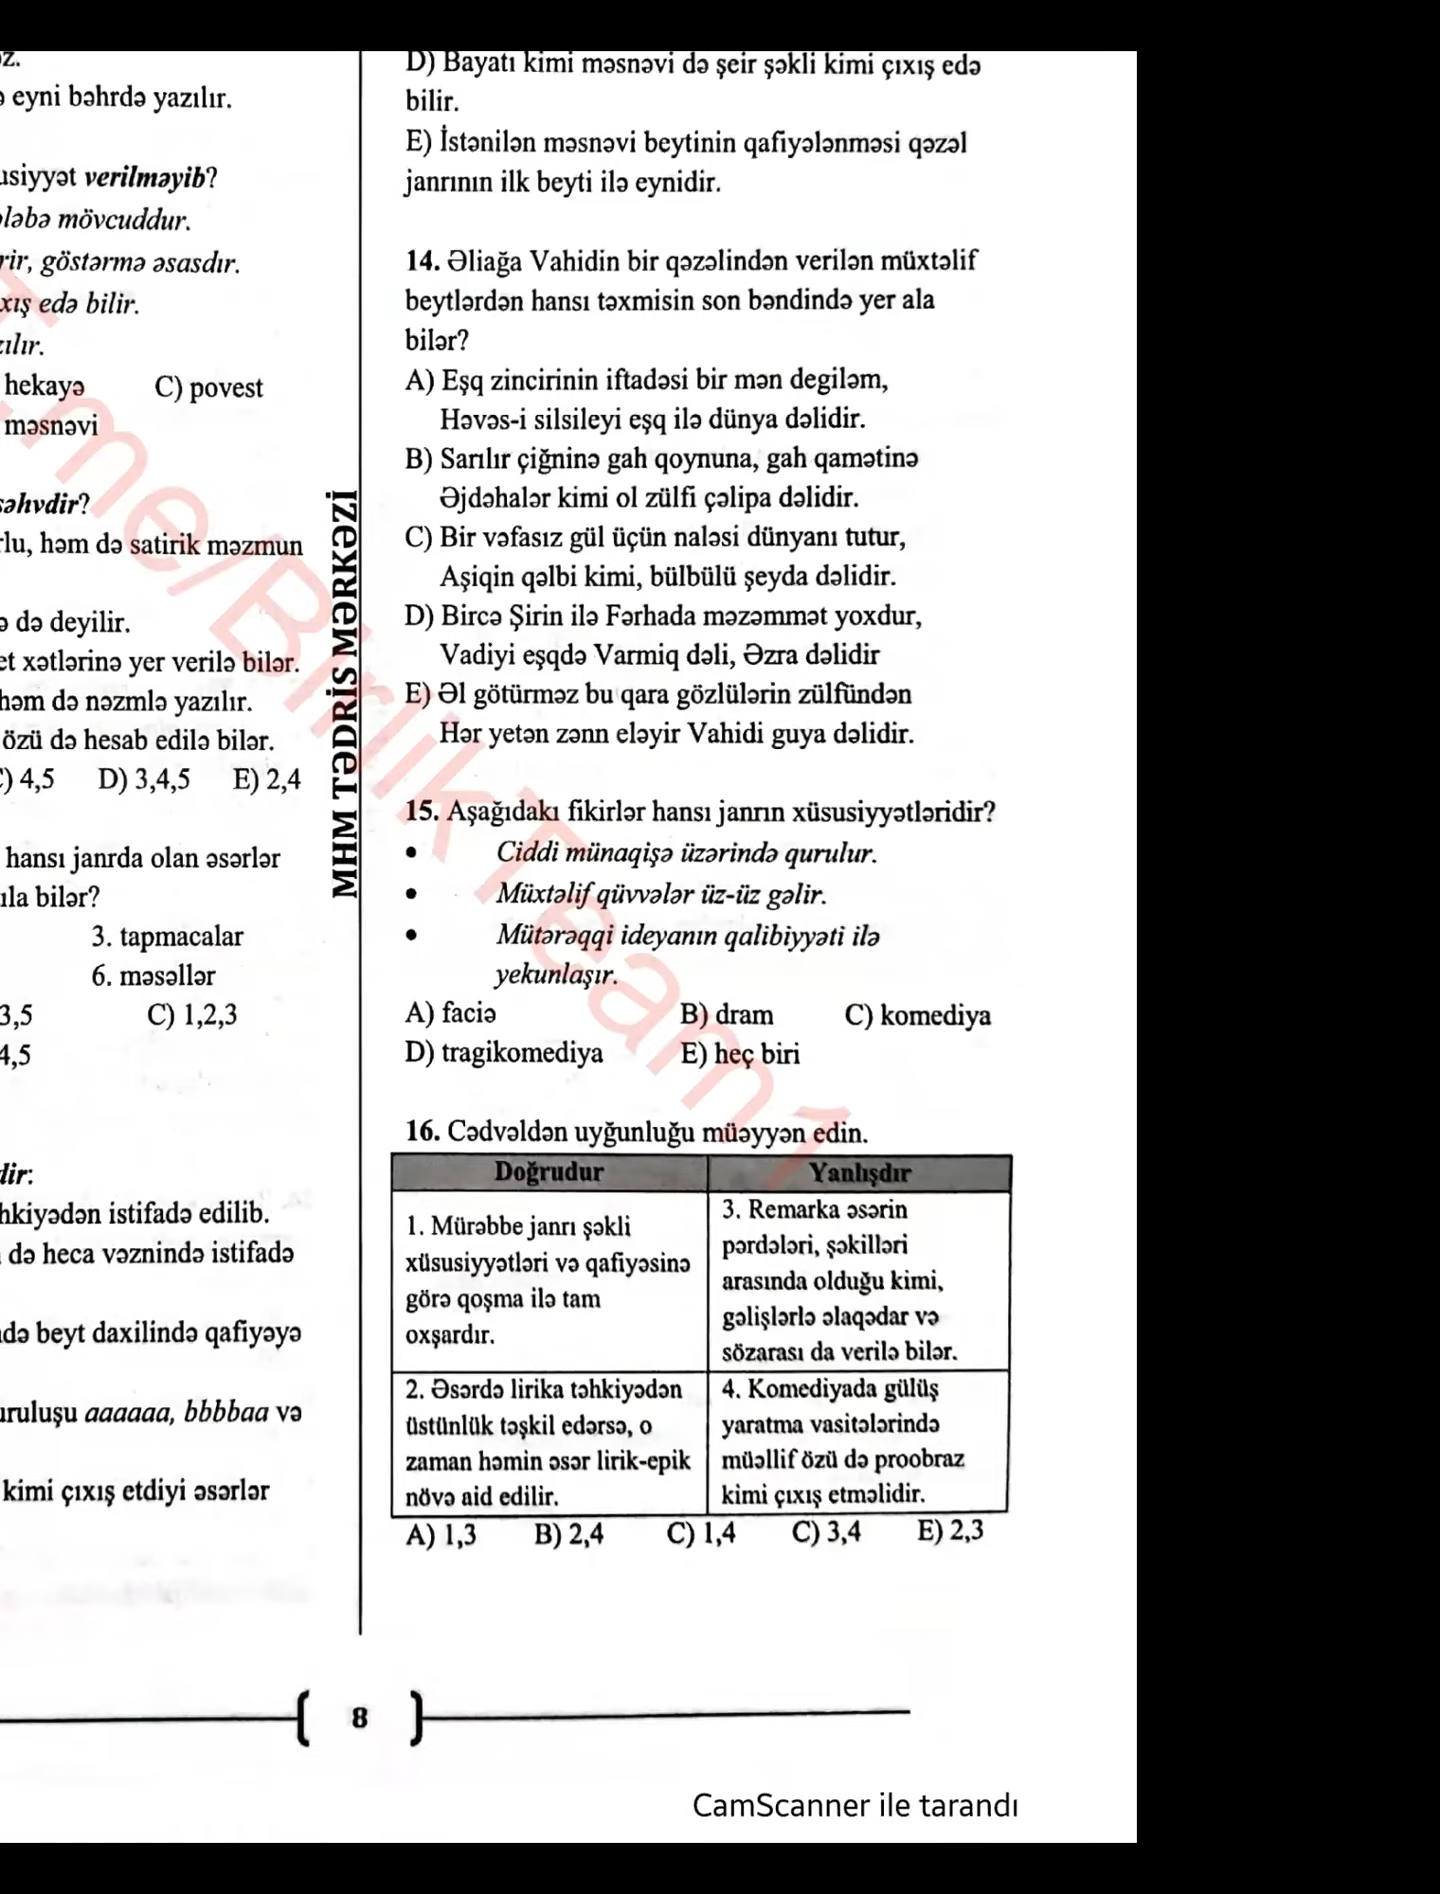 əz.
ə eyni bəhrdə yazılır.
usiyyət verilməyib?
ələbə mövcuddur.
rir, göstərmə əsasdır.
xış edə bilir.
zılır.
hekayə C) povest
məsnəvi
səhvdir?
rlu, həm də satirik məzmun
ə də deyilir.
et xətlərinə yer verilə bilər.
həm də nəzmlə yazılır.
özü də hesab edilə bilər.
C) 4,5 D) 3,4,5 E) 2,4
hansı janrda olan əsərlər
ıla bilər?
3. tapmacalar
6. məsəllər
3,5 C) 1,2,3
4,5
dir:
hkiyədən istifadə edilib.
də heca vəznində istifadə
ndə beyt daxilində qafiyəyə
uruluşu aaaaaa, bbbbaa və
kimi çıxış etdiyi əsərlər
MHM TƏDRİS MƏRKƏZİ
D) Bayatı kimi məsnəvi də şeir şəkli kimi çıxış edə
bilir.
E) İstənilən məsnəvi beytinin qafiyələnməsi qəzəl
janrının ilk beyti ilə eynidir.
14. Əliağa Vahidin bir qəzəlindən verilən müxtəlif
beytlərdən hansı təxmisin son bəndində yer ala
bilər?
A) Eşq zincirinin iftadəsi bir mən degiləm,
Həvəs-i silsileyi eşq ilə dünya dəlidir.
B) Sarılır çiğninə gah qoynuna, gah qamətinə
Əjdəhalər kimi ol zülfi çəlipa dəlidir.
C) Bir vəfasız gül üçün naləsi dünyanı tutur,
Aşiqin qəlbi kimi, bülbülü şeyda dəlidir.
D) Bircə Şirin ilə Fərhada məzəmmət yoxdur,
Vadiyi eşqdə Varmiq dəli, Əzra dəlidir
E) Əl götürməz bu qara gözlülərin zülfündən
Hər yetən zənn eləyir Vahidi guya dəlidir.
15. Aşağıdakı fikirlər hansı janrın xüsusiyyətləridir?
• Ciddi münaqişə üzərində qurulur.
• Müxtəlif qüvvələr üz-üz gəlir.
• Mütərəqqi ideyanın qalibiyyəti ilə
yekunlaşır.
A) faciə B) dram C) komediya
D) tragikomediya E) heç biri
16. Cədvəldən uyğunluğu müəyyən edin.
Doğrudur Yanlışdır
1. Mürəbbe janrı şəkli
xüsusiyyətləri və qafiyəsinə
görə qoşma ilə tam
oxşardır.
3. Remarka əsərin
pərdələri, şəkilləri
arasında olduğu kimi,
gəlişlərlə əlaqədar və
sözarası da verilə bilər.
2. Əsərdə lirika təhkiyədən
üstünlük təşkil edərsə, o
zaman həmin əsər lirik-epik
növə aid edilir.
4. Komediyada gülüş
yaratma vasitələrində
müəllif özü də proobraz
kimi çıxış etməlidir.
A) 1,3 B) 2,4 C) 1,4 C) 3,4 E) 2,3
8
T.me/BirlikTeam1
CamScanner ile tarandı